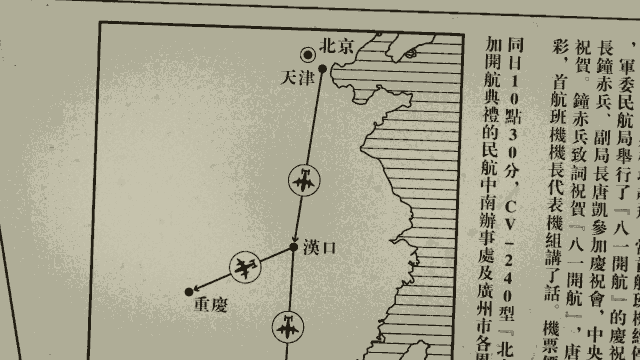 ，軍委民航局舉行了『八一開航』的慶祝
長鐘赤兵、副局長唐凱參加慶祝會，中央
祝賀。鐘赤兵致詞祝賀『八一開航』，唐
彩，首航班機機長代表機組講了話。機票
同日10點30分，CV-240型『北
加開航典禮的民航中南辦事處及廣州市各
北京
天津
漢口
重慶